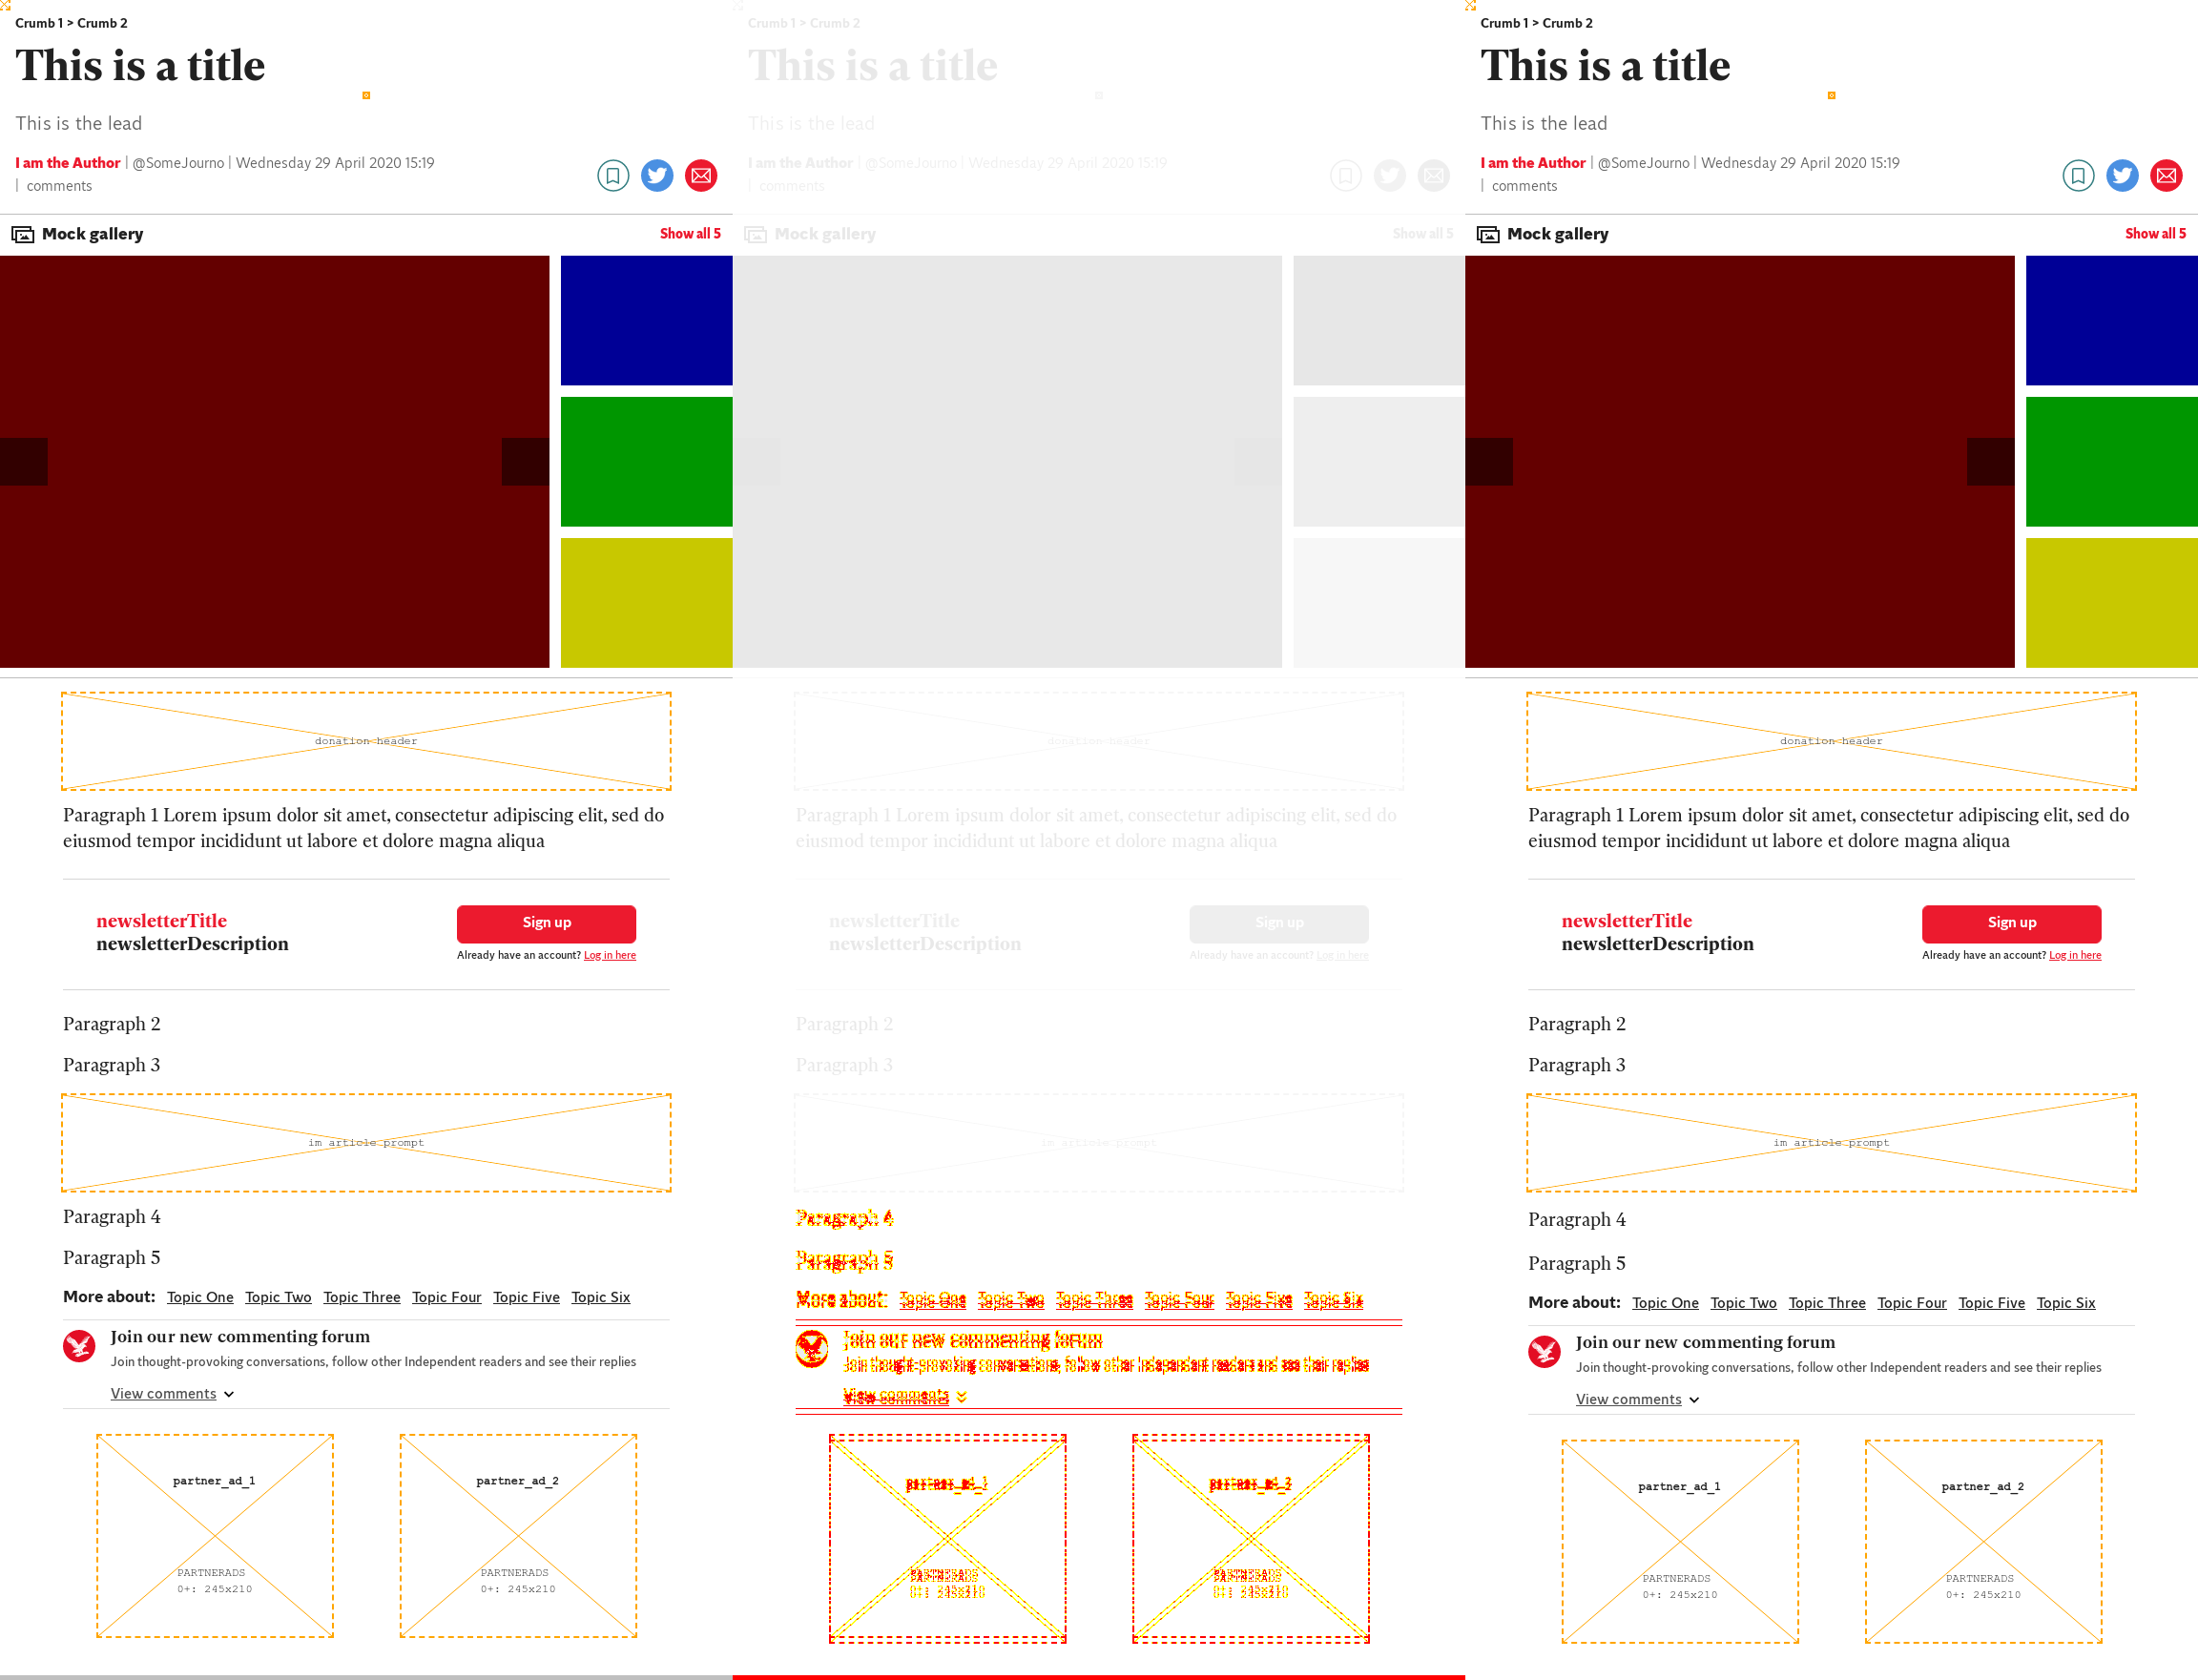 Crumb 1 > Crumb 2
This is a title
This is the lead
I am the Author | @SomeJourno | Wednesday 29 April 2020 15:19
| comments
Mock gallery
Show all 5
donation header
Paragraph 1 Lorem ipsum dolor sit amet, consectetur adipiscing elit, sed do
eiusmod tempor incididunt ut labore et dolore magna aliqua
newsletterTitle
newsletterDescription
Sign up
Already have an account? Log in here
Paragraph 2
Paragraph 3
im article prompt
Paragraph 4
Paragraph 5
More about: Topic One Topic Two Topic Three Topic Four Topic Five Topic Six
Join our new commenting forum
Join thought-provoking conversations, follow other Independent readers and see their replies
View comments
partner_ad_1
PARTNERADS
0+: 245x210
partner_ad_2
PARTNERADS
0+: 245x210
Crumb 1 > Crumb 2
This is a title
This is the lead
I am the Author | @SomeJourno | Wednesday 29 April 2020 15:19
| comments
Mock gallery
Show all 5
donation header
Paragraph 1 Lorem ipsum dolor sit amet, consectetur adipiscing elit, sed do
eiusmod tempor incididunt ut labore et dolore magna aliqua
newsletterTitle
newsletterDescription
Sign up
Already have an account? Log in here
Paragraph 2
Paragraph 3
im article prompt
Paragraph 4
Paragraph 5
More about: Topic One Topic Two Topic Three Topic Four Topic Five Topic Six
Join our new commenting forum
Join thought-provoking conversations, follow other Independent readers and see their replies
View comments
partner_ad_1
PARTNERADS
0+: 245x210
partner_ad_2
PARTNERADS
0+: 245x210
Crumb 1 > Crumb 2
This is a title
This is the lead
I am the Author | @SomeJourno | Wednesday 29 April 2020 15:19
| comments
Mock gallery
Show all 5
donation header
Paragraph 1 Lorem ipsum dolor sit amet, consectetur adipiscing elit, sed do
eiusmod tempor incididunt ut labore et dolore magna aliqua
newsletterTitle
newsletterDescription
Sign up
Already have an account? Log in here
Paragraph 2
Paragraph 3
im article prompt
Paragraph 4
Paragraph 5
More about: Topic One Topic Two Topic Three Topic Four Topic Five Topic Six
Join our new commenting forum
Join thought-provoking conversations, follow other Independent readers and see their replies
View comments
partner_ad_1
PARTNERADS
0+: 245x210
partner_ad_2
PARTNERADS
0+: 245x210